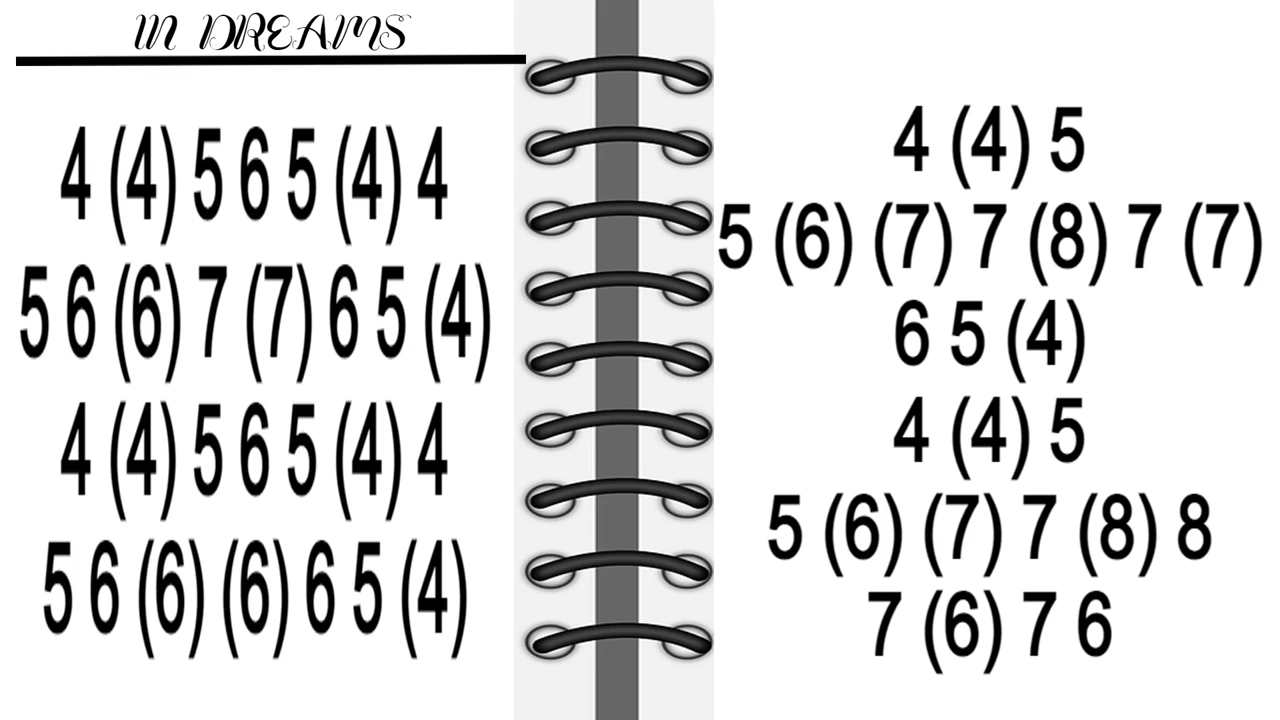 IN DREAMS
4 (4) 5 6 5 (4) 4
5 6 (6) 7 (7) 6 5 (4)
4 (4) 5 6 5 (4) 4
5 6 (6) (6) 6 5 (4)
4 (4) 5
5 (6) (7) 7 (8) 7 (7)
6 5 (4)
4 (4) 5
5 (6) (7) 7 (8) 8
7 (6) 7 6